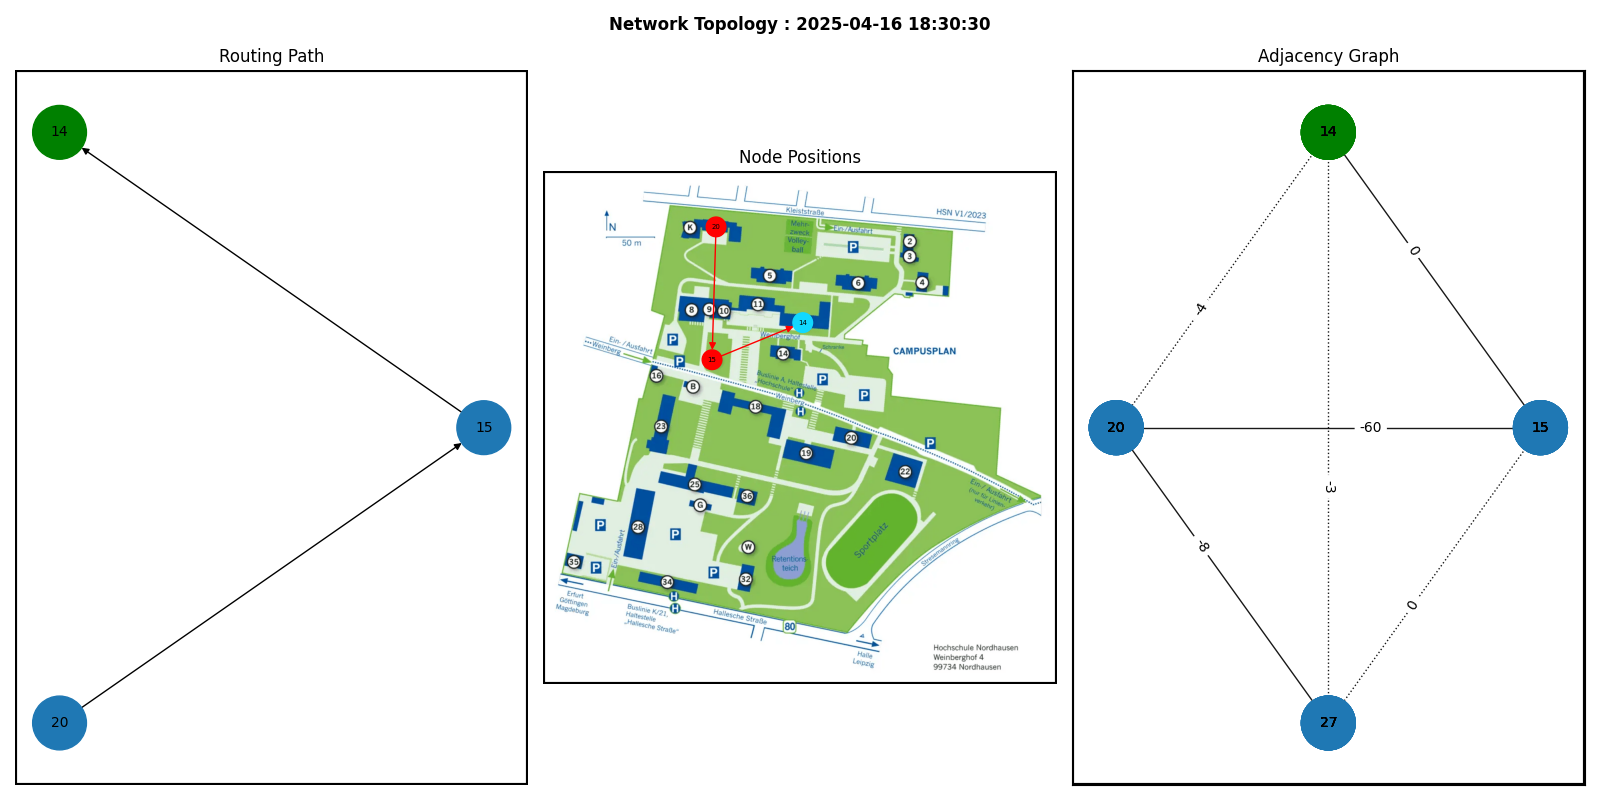 Network Topology : 2025-04-16 18:30:30
Routing Path
14
15
20
Node Positions
Kleiststraße
HSN V1/2023
N
50 m
K
20
Mehr-
zweck
Volley-
ball
Ein-/Ausfahrt
P
2
3
4
5
6
8
9
10
11
14
Weinberghof
Schranke
15
14
P
P
CAMPUSPLAN
Ein- / Ausfahrt
Weinberg
16
B
Buslinie A, Haltestelle
„Hochschule“
H
P
P
Weinberg
H
18
23
20
P
19
22
25
36
G
Ein / Ausfahrt
(Nur für Linien-
verkehr)
28
P
P
W
Sportplatz
Retentions-
teich
Stresemannring
Ein-/Ausfahrt
35
P
P
34
32
H
H
Erfurt
Göttingen
Magdeburg
Buslinie K/21,
Haltestelle
„Hallesche Straße“
Hallesche Straße
80
Halle
Leipzig
Hochschule Nordhausen
Weinberghof 4
99734 Nordhausen
Adjacency Graph
14
-4
0
20
-60
15
-3
-8
0
27